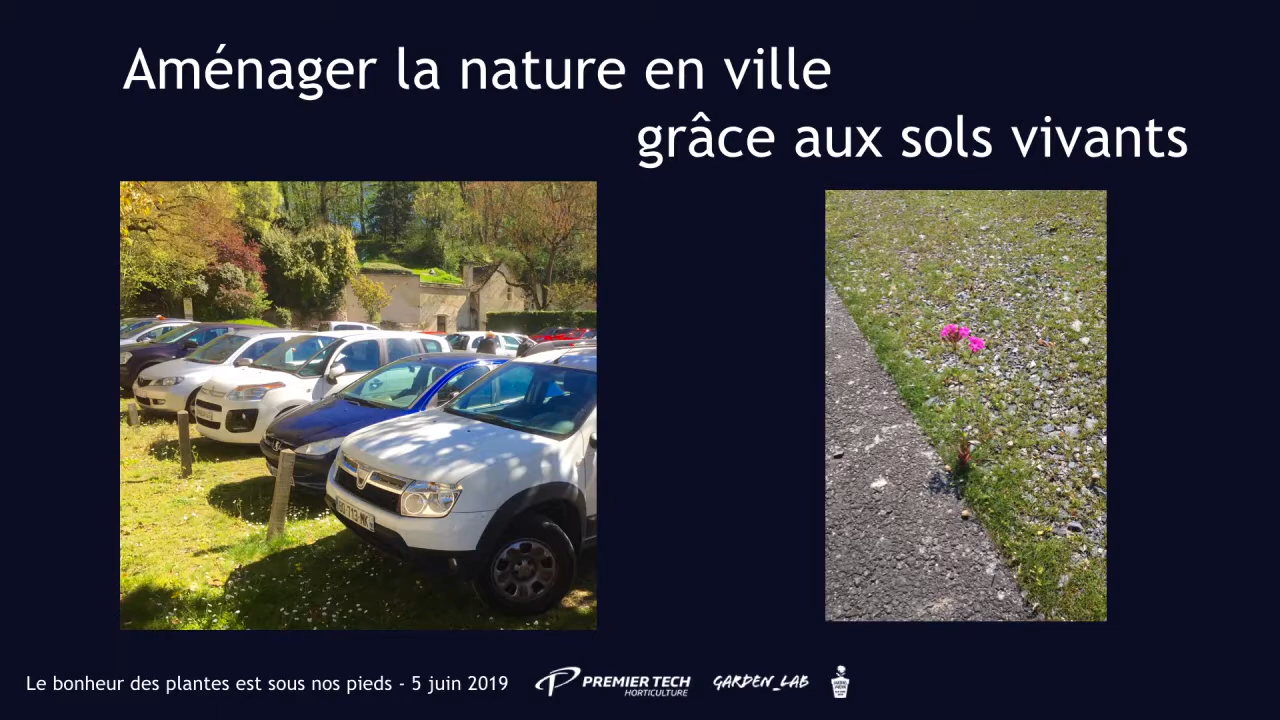 Aménager la nature en ville
grâce aux sols vivants
Le bonheur des plantes est sous nos pieds - 5 juin 2019
PREMIER TECH
HORTICULTURE
GARDEN_LAB